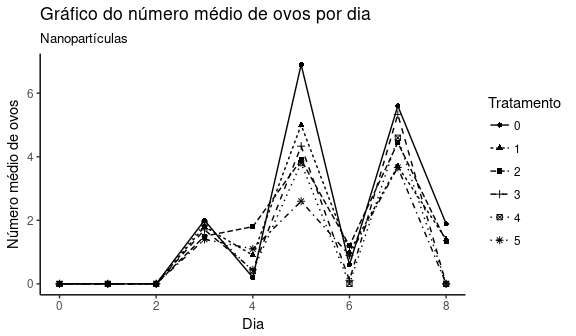 Gráfico do número médio de ovos por dia
Nanopartículas
Número médio de ovos
6
4
2
0
0 2 4 6 8
Dia
Tratamento
0
1
2
3
4
5